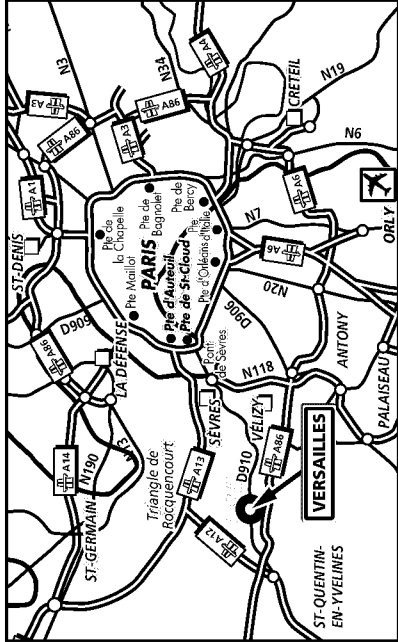 A4
N3
N34
A3
A86
N19
A86
A3
CRETEIL
N6
A1
Pte de
Bagnolet
Pte de
Bercy
A6
ST-DENIS
Pte de
la Chapelle
PARIS
Pte d'Italie
N7
ORLY
Pte Maillot
Pte d'Auteuil
Pte de St-Cloud
Pte d'Orléans
A6
N20
D909
D906
A86
LA DÉFENSE
Pont
de Sèvres
N118
ANTONY
PALAISEAU
SÈVRES
VÉLIZY
A14
N13
N190
ST-GERMAIN
Triangle de
Rocquencourt
A13
D910
A86
VERSAILLES
A12
ST-QUENTIN-
EN-YVELINES